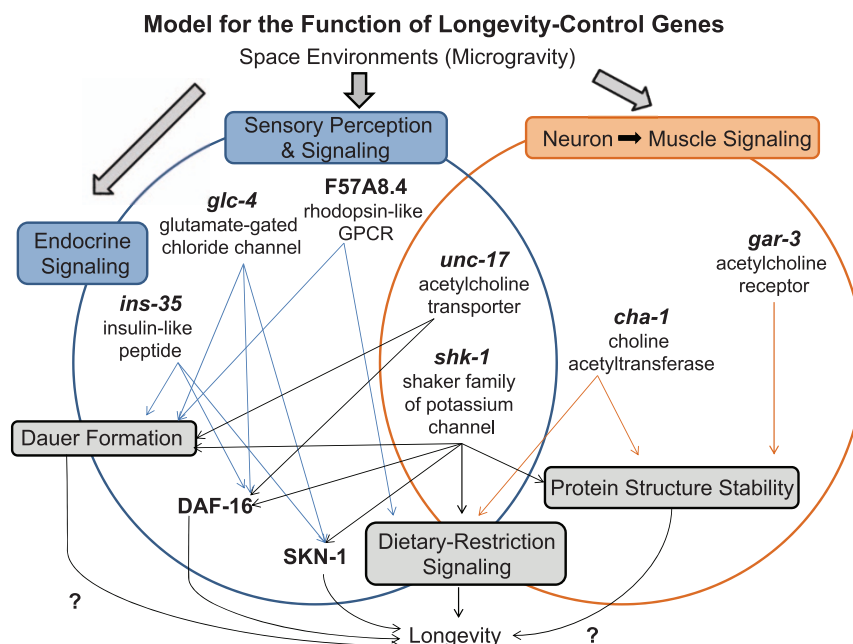 Model for the Function of Longevity-Control Genes
Space Environments (Microgravity)
Sensory Perception
& Signaling
Neuron ➡ Muscle Signaling
Endocrine
Signaling
glc-4
glutamate-gated
chloride channel
F57A8.4
rhodopsin-like
GPCR
ins-35
insulin-like
peptide
unc-17
acetylcholine
transporter
gar-3
acetylcholine
receptor
cha-1
choline
acetyltransferase
shk-1
shaker family
of potassium
channel
Dauer Formation
DAF-16
SKN-1
Dietary-Restriction
Signaling
Protein Structure Stability
?
Longevity
?